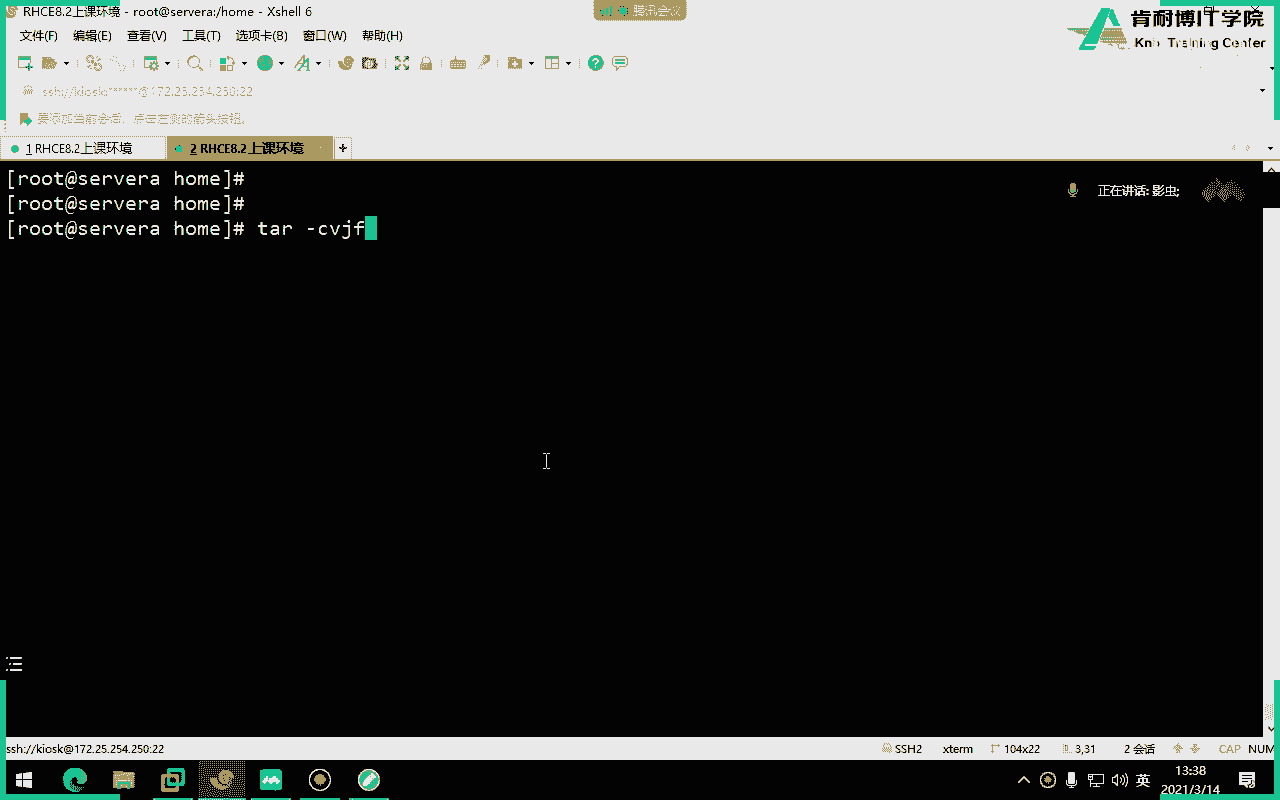 RHCE8.2上课环境 - root@servera:/home - Xshell 6
腾讯会议
肯耐博IT学院
文件(F) 编辑(E) 查看(V) 工具(T) 选项卡(B) 窗口(W) 帮助(H)
Training Center
ssh://kiosk:******@172.25.254.250:22
要添加当前会话，点击左侧的箭头按钮。
1 RHCE8.2上课环境
2 RHCE8.2上课环境
[root@servera home]#
正在讲话: 影虫;
[root@servera home]#
[root@servera home]# tar -cvjf
ssh://kiosk@172.25.254.250:22
SSH2
xterm
104x22
3,31
2 会话
CAP NUM
英
13:38
2021/3/14